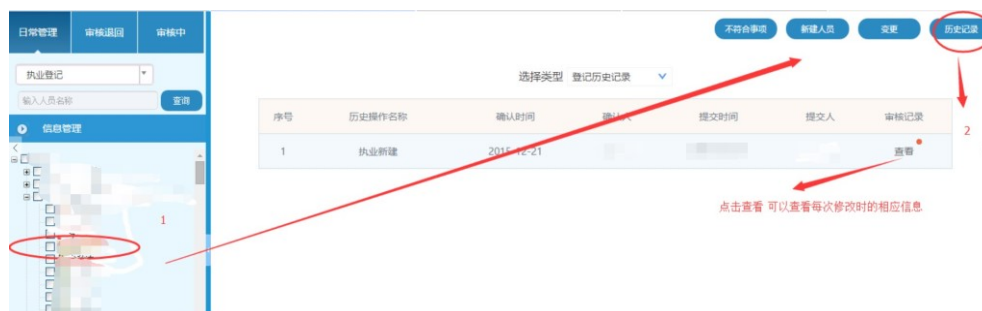 日常管理 审核退回 审核中
不符合事项 新建人员 变更 历史记录
执业登记
选择类型 登记历史记录
输入人员名称 查询
信息管理
序号 历史操作名称 确认时间 确认人 提交时间 提交人 审核记录
1 执业新建 2015-12-21 查看
2
1
点击查看 可以查看每次修改时的相应信息